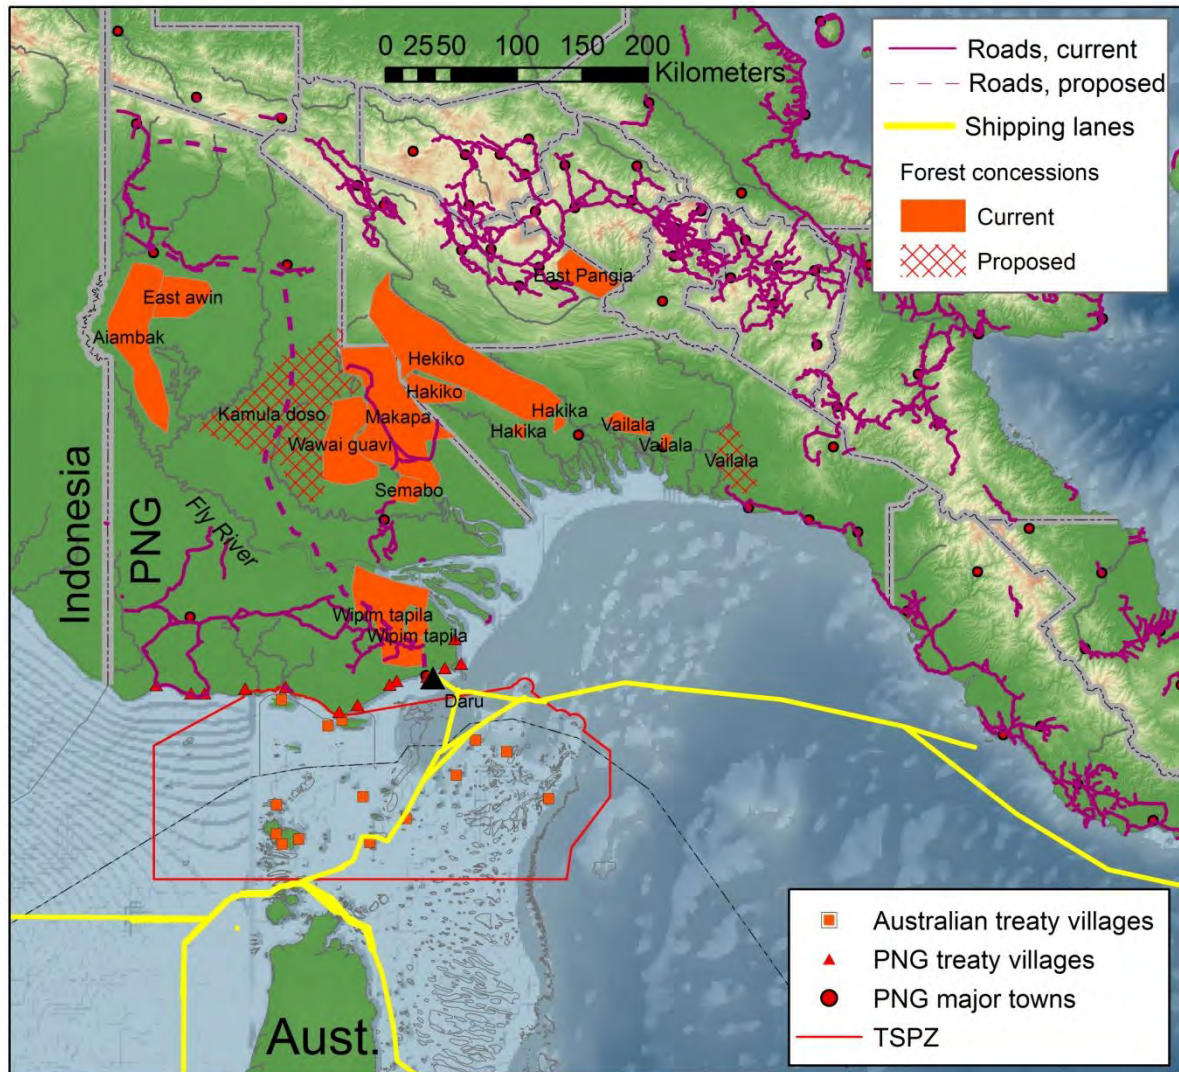 0 25 50 100 150 200
Kilometers
Roads, current
Roads, proposed
Shipping lanes
Forest concessions
Current
Proposed
East Pangia
East awin
Aiambak
Hekiko
Hakiko
Kamula doso
Makapa
Hakika
Hakika
Vailala
Vailala
Vailala
Wawai guavi
Semabo
Indonesia
PNG
Fly River
Wipim tapila
Wipim tapila
Daru
Aust.
Australian treaty villages
PNG treaty villages
PNG major towns
TSPZ